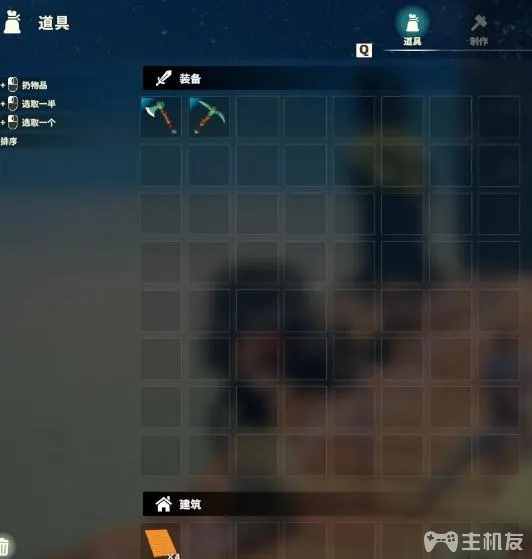 道具
道具
制作
Q
装备
+ 扔物品
+ 选取一半
+ 选取一个
排序
建筑
x4
主机友